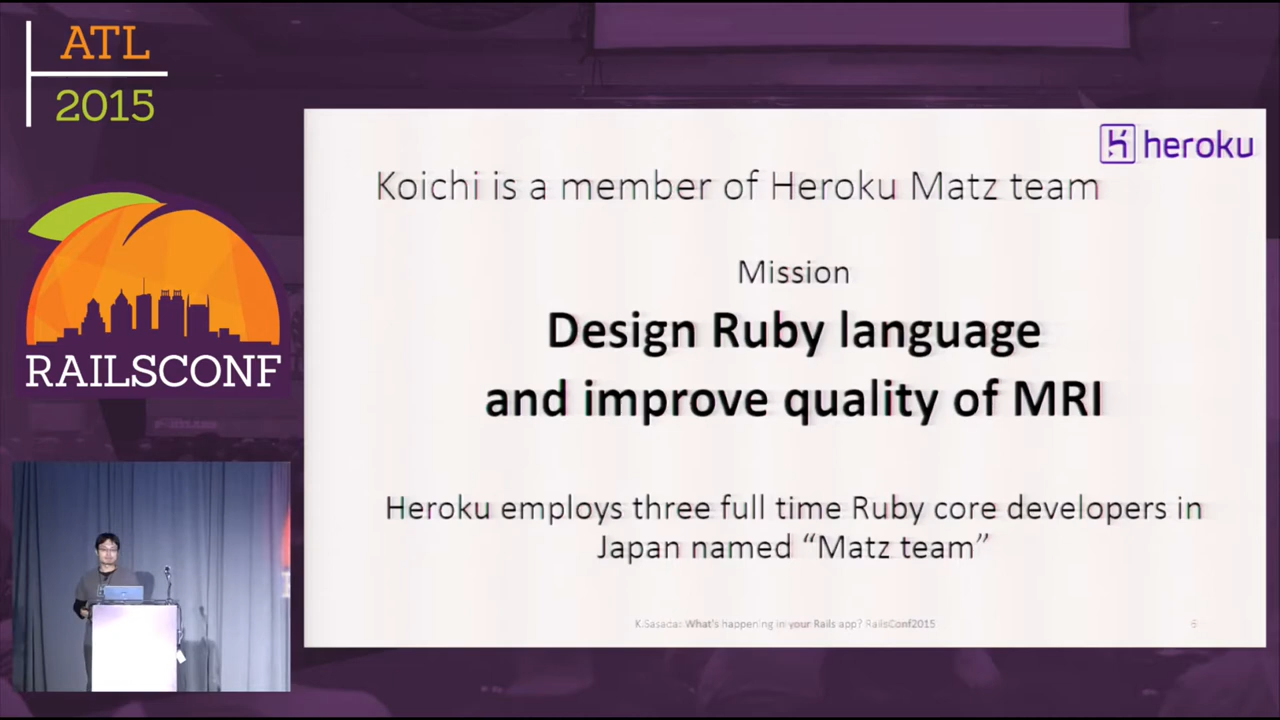 ATL
2015
RAILSCONF
heroku
Koichi is a member of Heroku Matz team
Mission
Design Ruby language
and improve quality of MRI
Heroku employs three full time Ruby core developers in
Japan named “Matz team”
K.Sasada: What's happening in your Rails app? RailsConf2015
6